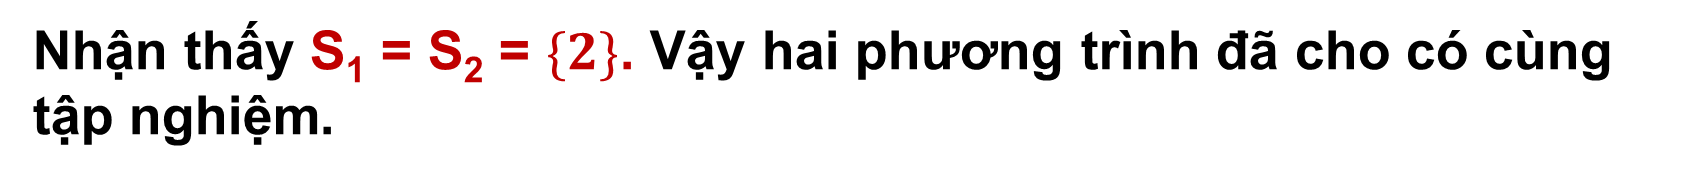 Nhận thấy S₁ = S₂ = {2}. Vậy hai phương trình đã cho có cùng
tập nghiệm.